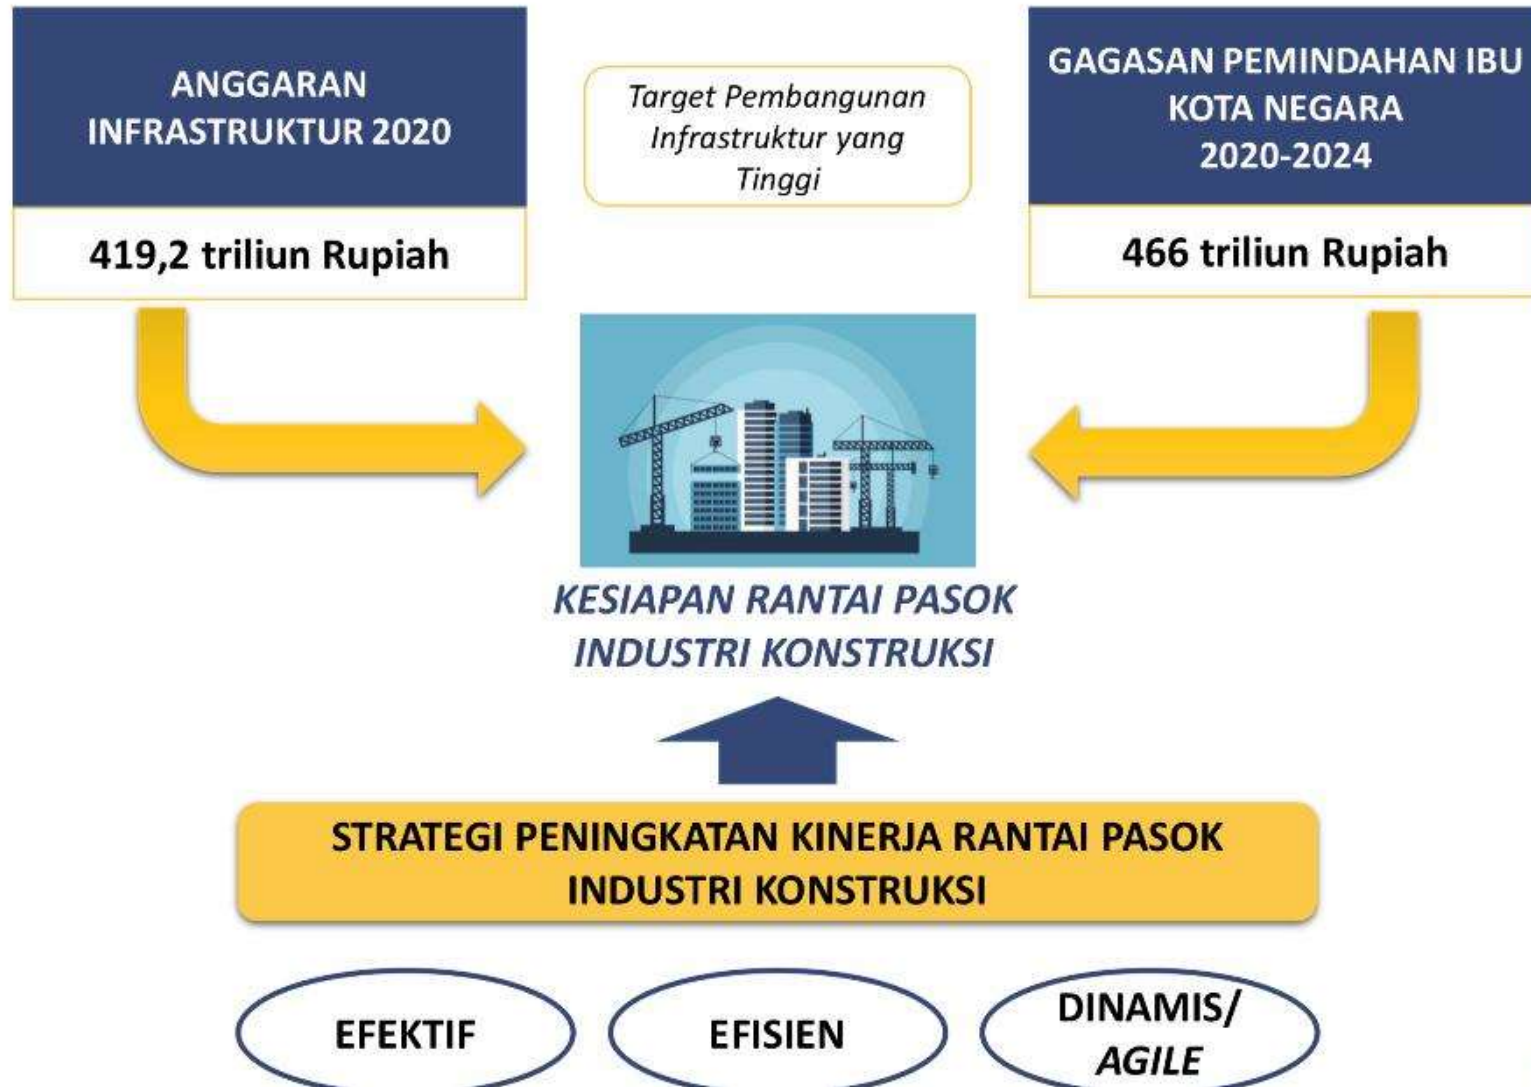 ANGGARAN
INFRASTRUKTUR 2020
419,2 triliun Rupiah
Target Pembangunan
Infrastruktur yang
Tinggi
GAGASAN PEMINDAHAN IBU
KOTA NEGARA
2020-2024
466 triliun Rupiah
KESIAPAN RANTAI PASOK
INDUSTRI KONSTRUKSI
STRATEGI PENINGKATAN KINERJA RANTAI PASOK
INDUSTRI KONSTRUKSI
EFEKTIF
EFISIEN
DINAMIS/
AGILE